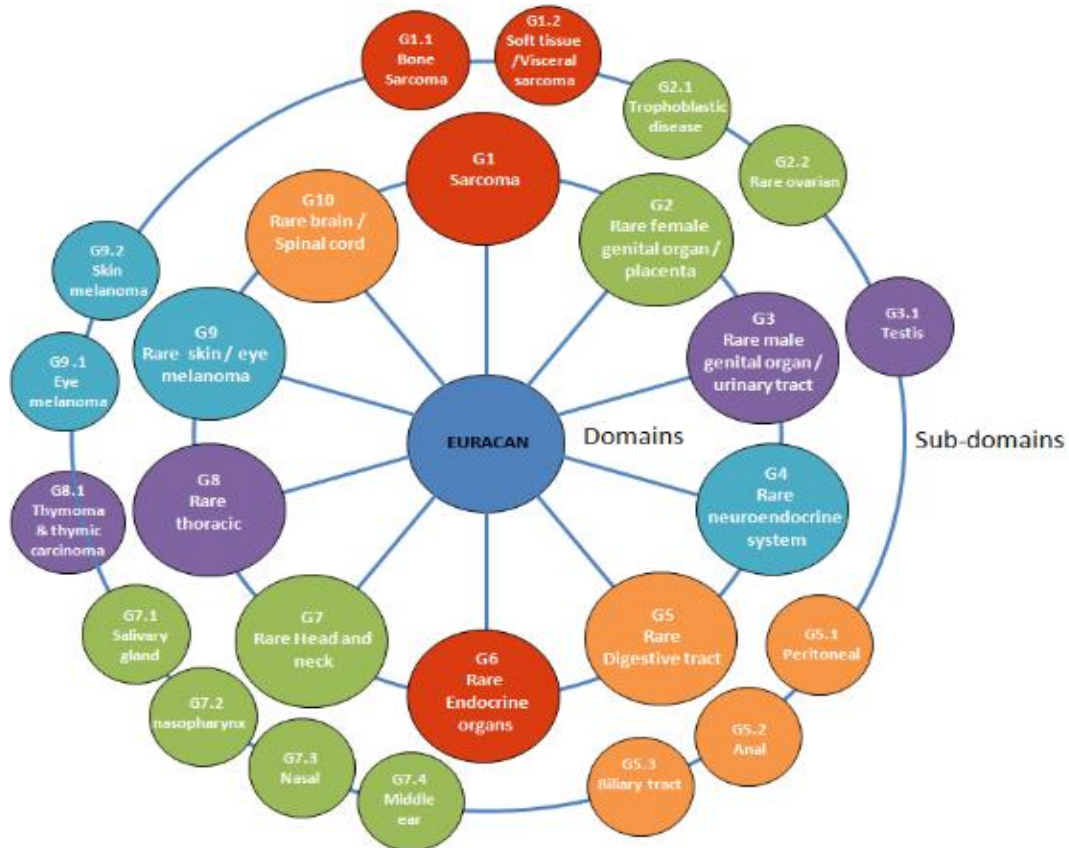 G1.1
Bone
Sarcoma
G1.2
Soft tissue
/Visceral
sarcoma
G2.1
Trophoblastic
disease
G2.2
Rare ovarian
G1
Sarcoma
G10
Rare brain /
Spinal cord
G2
Rare female
genital organ /
placenta
G9.2
Skin
melanoma
G3.1
Testis
G9
Rare skin / eye
melanoma
G3
Rare male
genital organ /
urinary tract
G9.1
Eye
melanoma
EURACAN
Domains
Sub-domains
G8.1
Thymoma
& thymic
carcinoma
G8
Rare
thoracic
G4
Rare
neuroendocrine
system
G7.1
Salivary
gland
G7
Rare Head and
neck
G5
Rare
Digestive tract
G5.1
Peritoneal
G6
Rare
Endocrine
organs
G7.2
nasopharynx
G5.2
Anal
G7.3
Nasal
G7.4
Middle
ear
G5.3
Biliary tract